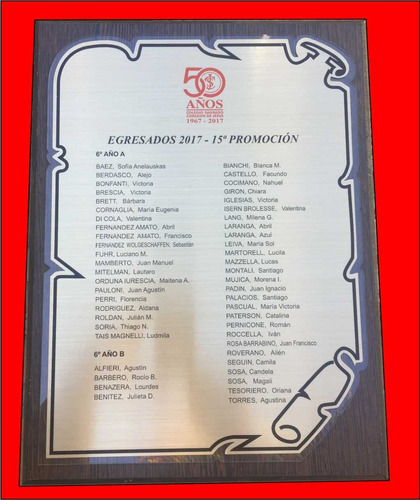 50
AÑOS
COLEGIO SAGRADO
CORAZON DE JESUS
1967 - 2017
EGRESADOS 2017 - 15ª PROMOCIÓN
6º AÑO A
BAEZ, Sofía Anelauskas
BERDASCO, Alejo
BONFANTI, Victoria
BRESCIA, Victoria
BRETT, Bárbara
CORNAGLIA, María Eugenia
DI COLA, Valentina
FERNANDEZ AMATO, Abril
FERNANDEZ AMATO, Francisco
FERNANDEZ WOLGESCHAFFEN, Sebastián
FUHR, Luciano M.
MAMBERTO, Juan Manuel
MITELMAN, Lautaro
ORDUNA IURESCIA, Maitena A.
PAULONI, Juan Agustín
PERRI, Florencia
RODRIGUEZ, Aldana
ROLDAN, Julián M.
SORIA, Thiago N.
TAIS MAGNELLI, Ludmila
6º AÑO B
ALFIERI, Agustín
BARBERO, Rocío B.
BENAZERA, Lourdes
BENITEZ, Julieta D.
BIANCHI, Bianca M.
CASTELLO, Facundo
COCIMANO, Nahuel
GIRON, Chiara
IGLESIAS, Victoria
ISERN BROLESSE, Valentina
LANG, Milena G.
LARANGA, Abril
LARANGA, Azul
LEIVA, María Sol
MARTORELL, Lucila
MAZZELLA, Lucas
MONTALI, Santiago
MUJICA, Morena I.
PADIN, Juan Ignacio
PALACIOS, Santiago
PASCUAL, María Victoria
PATERSON, Catalina
PERNICONE, Román
ROCCELLA, Iván
ROSA BARRABINO, Juan Francisco
ROVERANO, Ailén
SEGUIN, Camila
SOSA, Candela
SOSA, Magalí
TESORIERO, Oriana
TORRES, Agustina